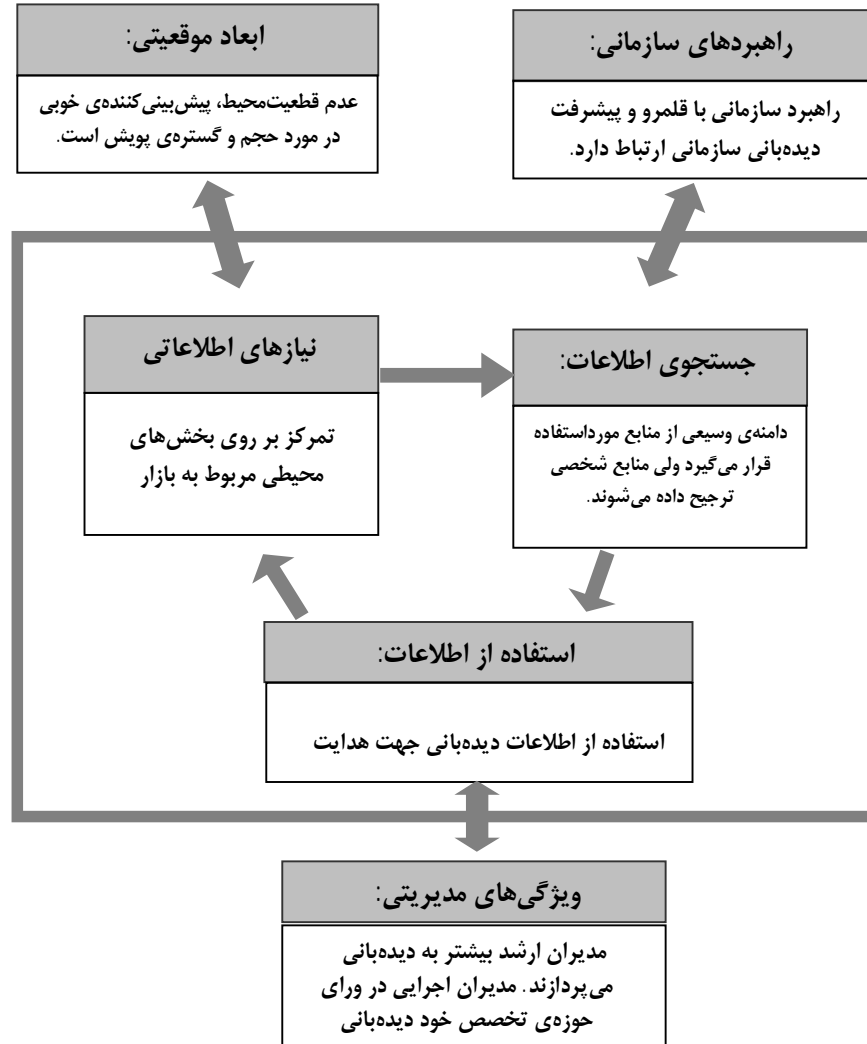 راهبردهای سازمانی:
راهبرد سازمانی با قلمرو و پیشرفت
دیده‌بانی سازمانی ارتباط دارد.
ابعاد موقعیتی:
عدم قطعیت‌محیط، پیش‌بینی‌کننده‌ی خوبی
در مورد حجم و گستره‌ی پویش است.
جستجوی اطلاعات:
دامنه‌ی وسیعی از منابع مورداستفاده
قرار می‌گیرد ولی منابع شخصی
ترجیح داده می‌شوند.
نیازهای اطلاعاتی
تمرکز بر روی بخش‌های
محیطی مربوط به بازار
استفاده از اطلاعات:
استفاده از اطلاعات دیده‌بانی جهت هدایت
ویژگی‌های مدیریتی:
مدیران ارشد بیشتر به دیده‌بانی
می‌پردازند. مدیران اجرایی در ورای
حوزه‌ی تخصص خود دیده‌بانی